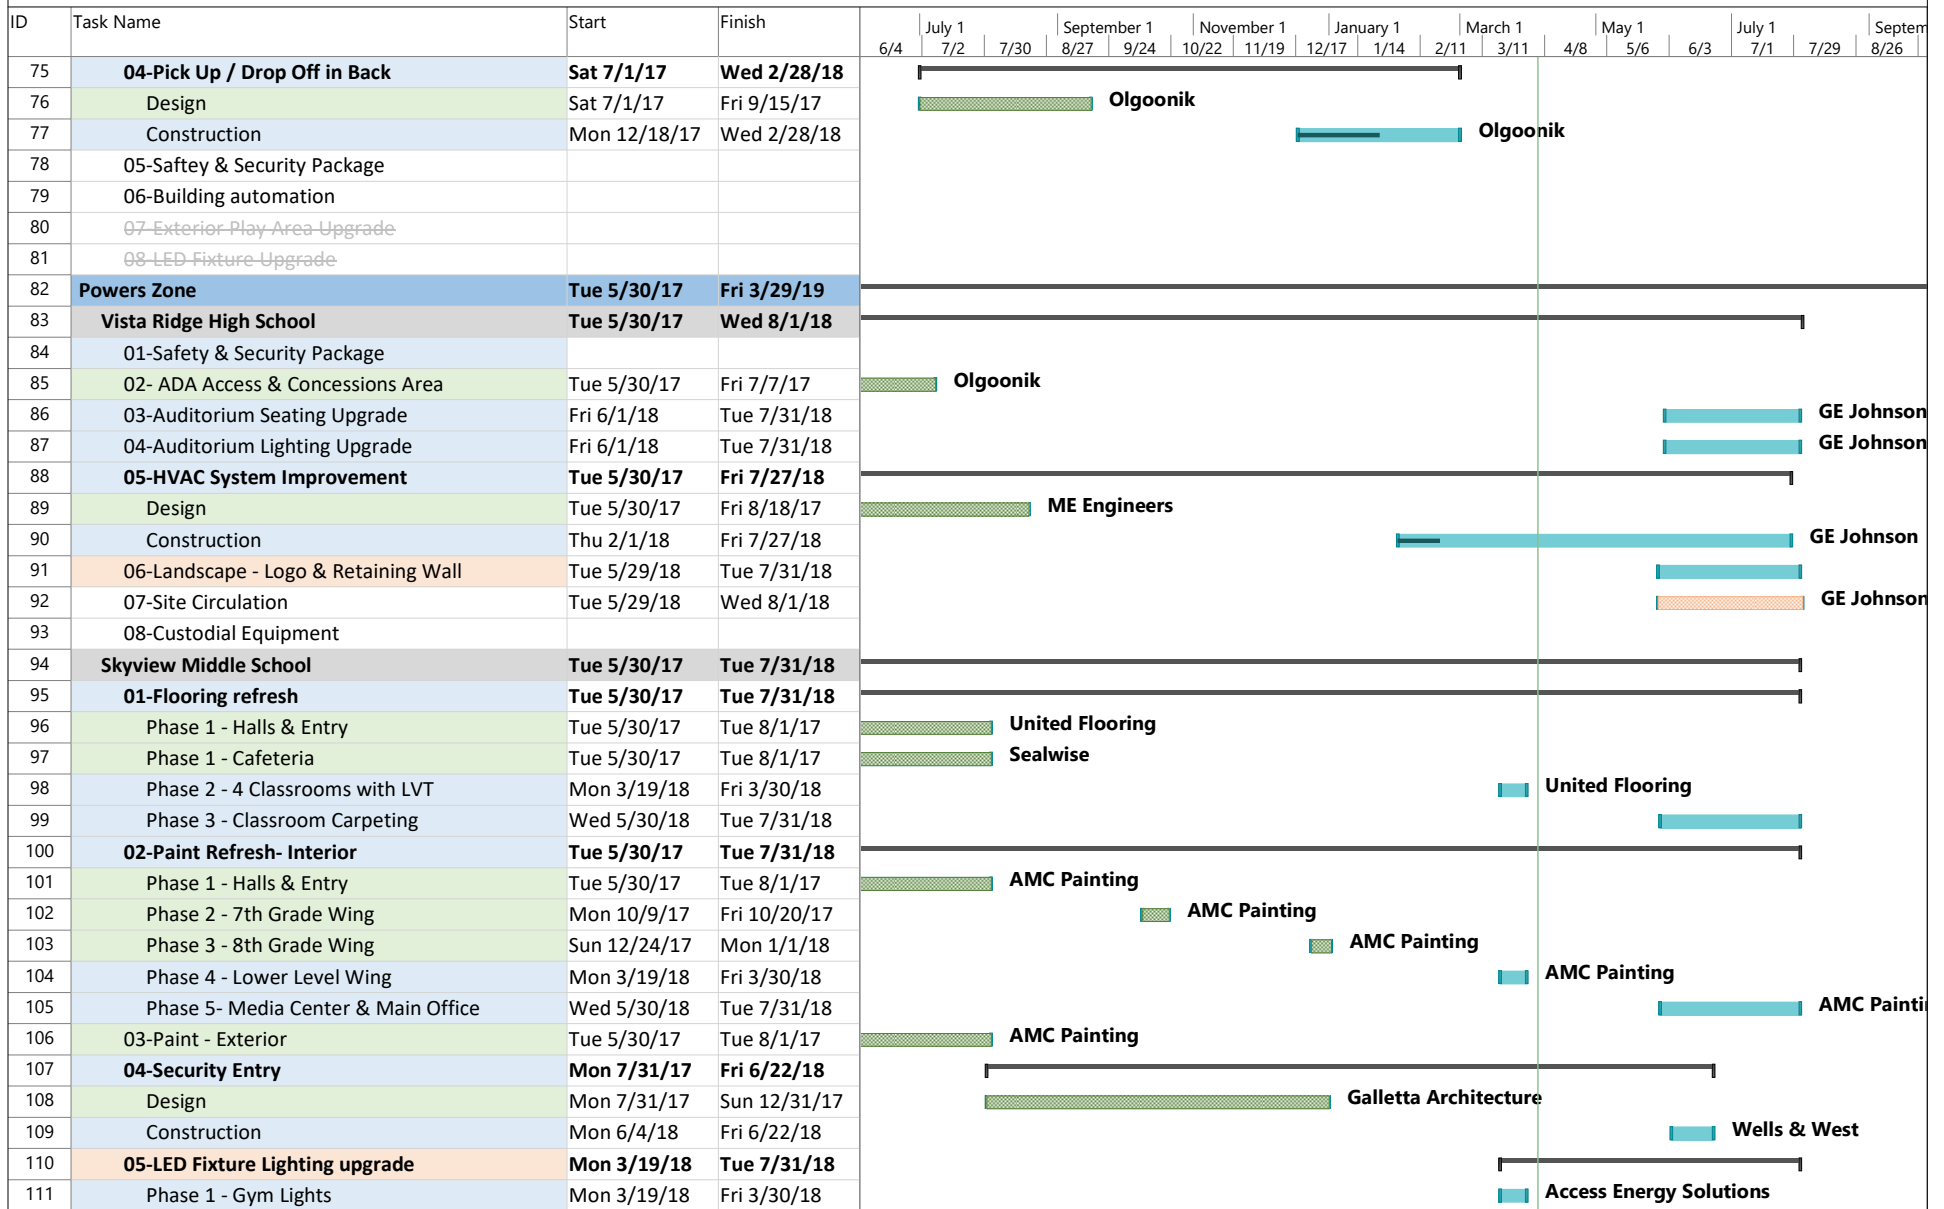 ID Task Name Start Finish July 1 September 1 November 1 January 1 March 1 May 1 July 1 Septem
6/4 7/2 7/30 8/27 9/24 10/22 11/19 12/17 1/14 2/11 3/11 4/8 5/6 6/3 7/1 7/29 8/26
75 04-Pick Up / Drop Off in Back Sat 7/1/17 Wed 2/28/18
76 Design Sat 7/1/17 Fri 9/15/17 Olgoonik
77 Construction Mon 12/18/17 Wed 2/28/18 Olgoonik
78 05-Saftey & Security Package
79 06-Building automation
80 07-Exterior Play Area Upgrade
81 08-LED Fixture Upgrade
82 Powers Zone Tue 5/30/17 Fri 3/29/19
83 Vista Ridge High School Tue 5/30/17 Wed 8/1/18
84 01-Safety & Security Package
85 02- ADA Access & Concessions Area Tue 5/30/17 Fri 7/7/17 Olgoonik
86 03-Auditorium Seating Upgrade Fri 6/1/18 Tue 7/31/18 GE Johnson
87 04-Auditorium Lighting Upgrade Fri 6/1/18 Tue 7/31/18 GE Johnson
88 05-HVAC System Improvement Tue 5/30/17 Fri 7/27/18
89 Design Tue 5/30/17 Fri 8/18/17 ME Engineers
90 Construction Thu 2/1/18 Fri 7/27/18 GE Johnson
91 06-Landscape - Logo & Retaining Wall Tue 5/29/18 Tue 7/31/18
92 07-Site Circulation Tue 5/29/18 Wed 8/1/18 GE Johnson
93 08-Custodial Equipment
94 Skyview Middle School Tue 5/30/17 Tue 7/31/18
95 01-Flooring refresh Tue 5/30/17 Tue 7/31/18
96 Phase 1 - Halls & Entry Tue 5/30/17 Tue 8/1/17 United Flooring
97 Phase 1 - Cafeteria Tue 5/30/17 Tue 8/1/17 Sealwise
98 Phase 2 - 4 Classrooms with LVT Mon 3/19/18 Fri 3/30/18 United Flooring
99 Phase 3 - Classroom Carpeting Wed 5/30/18 Tue 7/31/18
100 02-Paint Refresh- Interior Tue 5/30/17 Tue 7/31/18
101 Phase 1 - Halls & Entry Tue 5/30/17 Tue 8/1/17 AMC Painting
102 Phase 2 - 7th Grade Wing Mon 10/9/17 Fri 10/20/17 AMC Painting
103 Phase 3 - 8th Grade Wing Sun 12/24/17 Mon 1/1/18 AMC Painting
104 Phase 4 - Lower Level Wing Mon 3/19/18 Fri 3/30/18 AMC Painting
105 Phase 5- Media Center & Main Office Wed 5/30/18 Tue 7/31/18 AMC Painti
106 03-Paint - Exterior Tue 5/30/17 Tue 8/1/17 AMC Painting
107 04-Security Entry Mon 7/31/17 Fri 6/22/18
108 Design Mon 7/31/17 Sun 12/31/17 Galletta Architecture
109 Construction Mon 6/4/18 Fri 6/22/18 Wells & West
110 05-LED Fixture Lighting upgrade Mon 3/19/18 Tue 7/31/18
111 Phase 1 - Gym Lights Mon 3/19/18 Fri 3/30/18 Access Energy Solutions